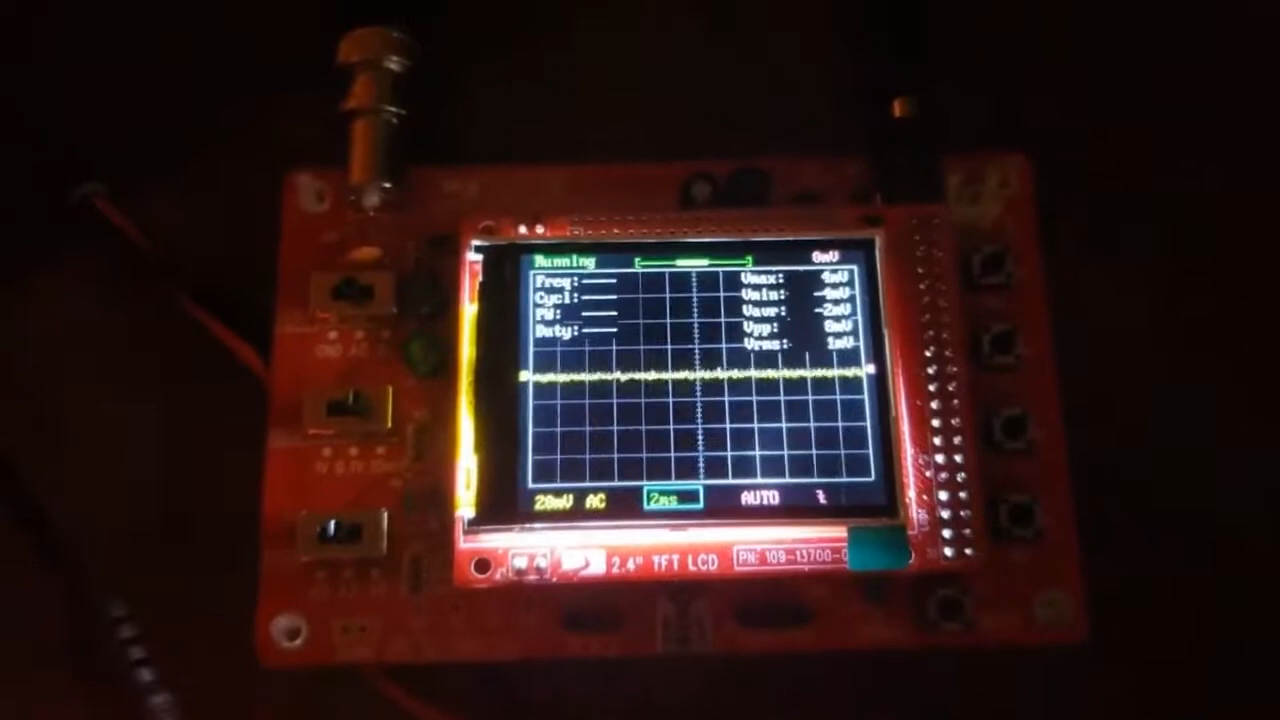 Running 0mV
Freq: Vmax: 4mV
Cycl: Vmin: -4mV
PW: Vavr: -2mV
Duty: Vpp: 8mV
Vrms: 1mV
20mV AC 2ms AUTO
2.4" TFT LCD PN: 109-13700-0